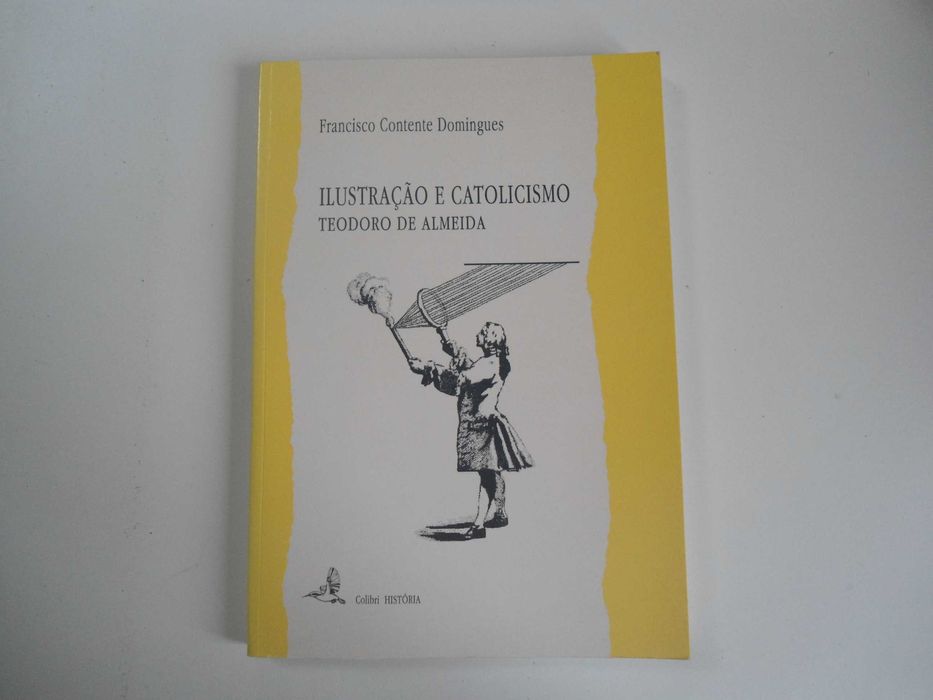 Francisco Contente Domingues
ILUSTRAÇÃO E CATOLICISMO
TEODORO DE ALMEIDA
Colibri HISTÓRIA